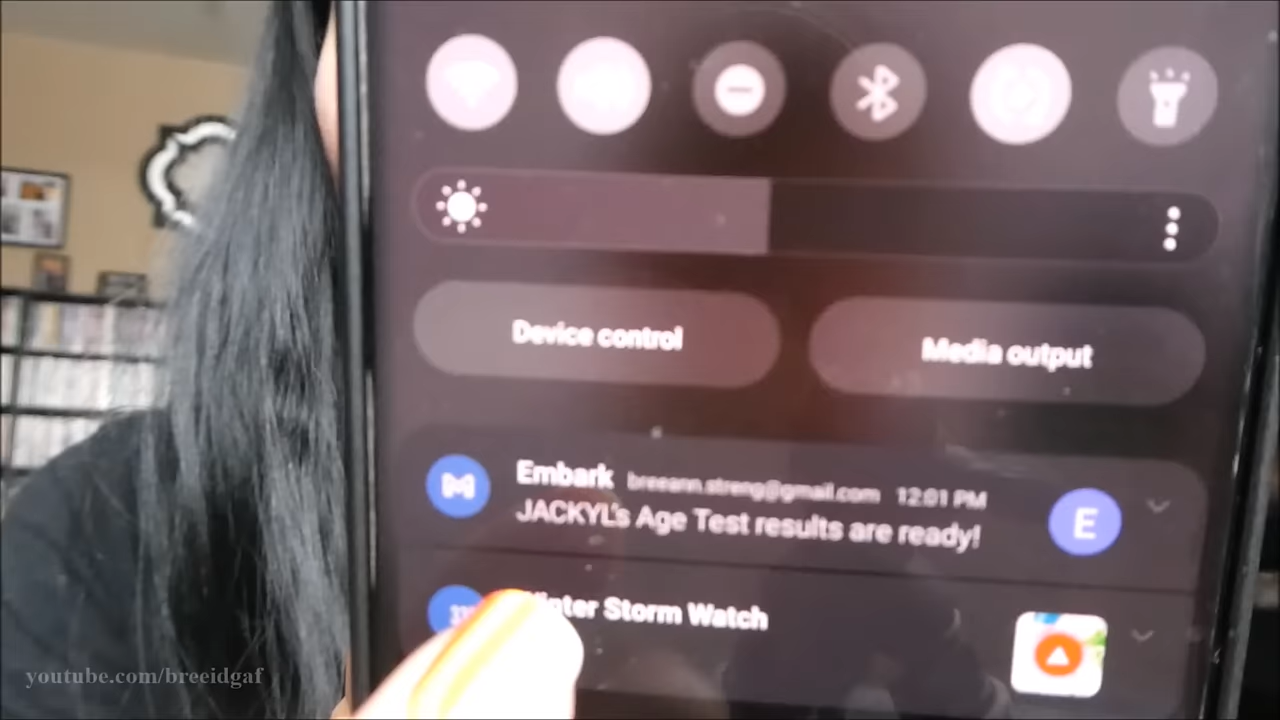 Device control
Media output
Embark breeann.streng@gmail.com 12:01 PM
JACKYL's Age Test results are ready!
E
Winter Storm Watch
youtube.com/breeidgaf